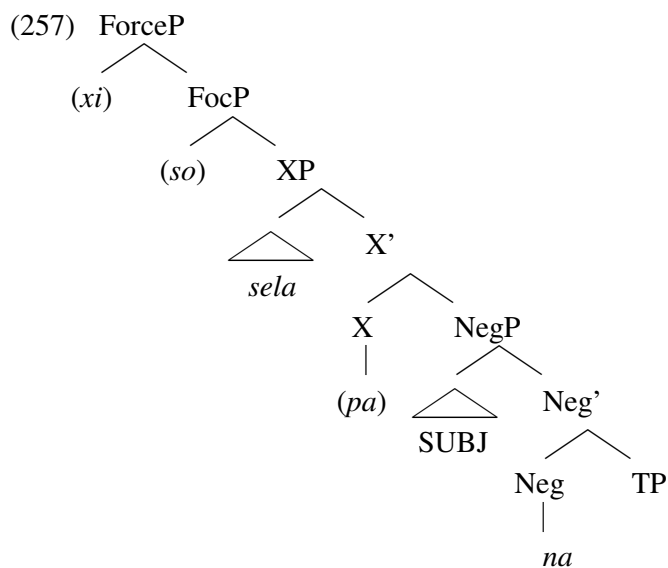 (257) ForceP
(xi) FocP
(so) XP
sela X’
X NegP
(pa) SUBJ Neg’
Neg TP
na